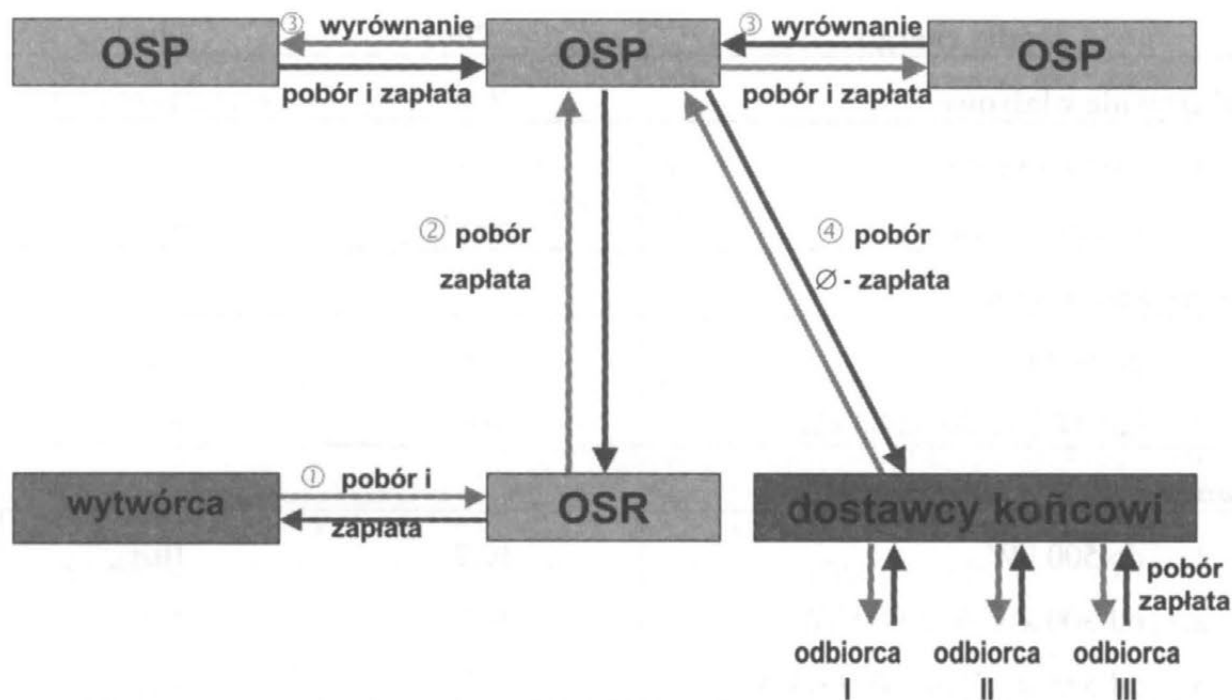 ③ wyrównanie
③ wyrównanie
OSP
OSP
OSP
pobór i zapłata
pobór i zapłata
② pobór
zapłata
④ pobór
Ø - zapłata
① pobór i
zapłata
wytwórca
OSR
dostawcy końcowi
pobór
zapłata
odbiorca
I
odbiorca
II
odbiorca
III